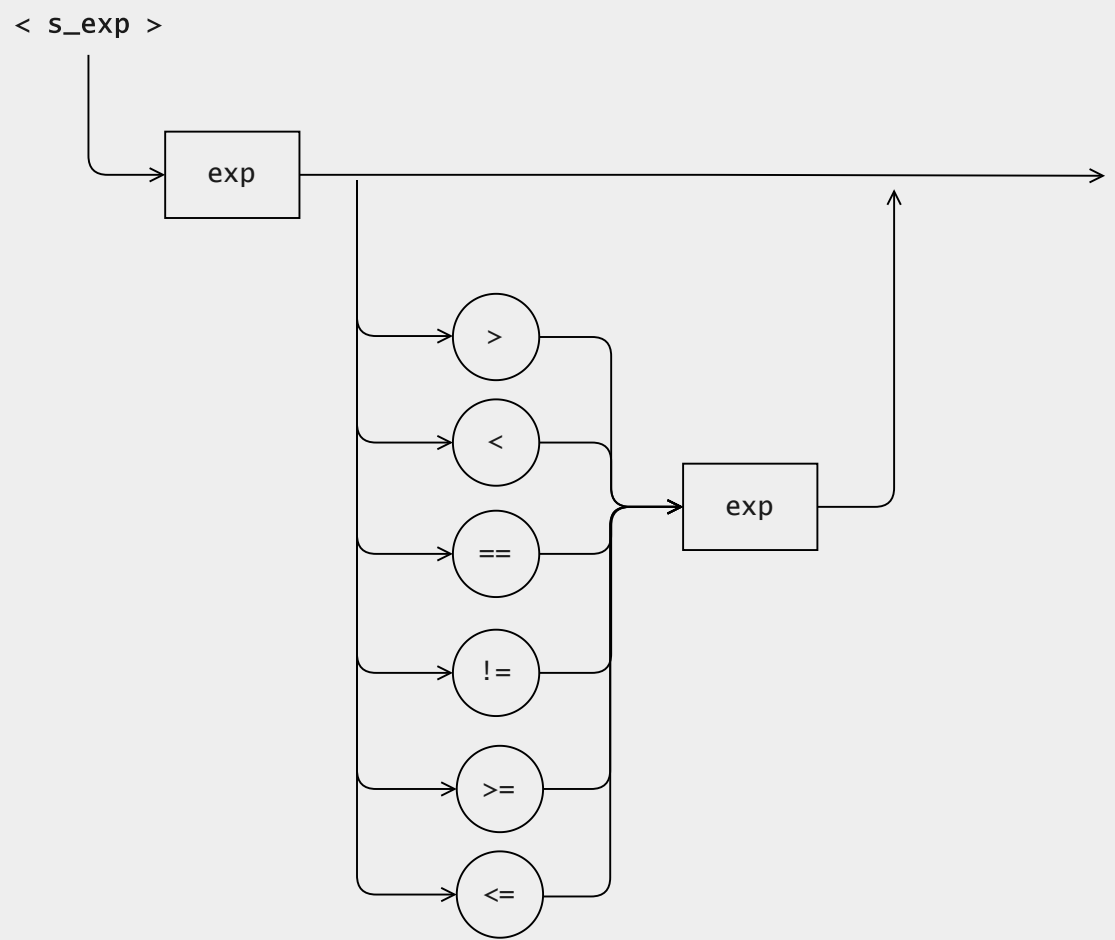 < s_exp >
exp
>
<
exp
==
!=
>=
<=